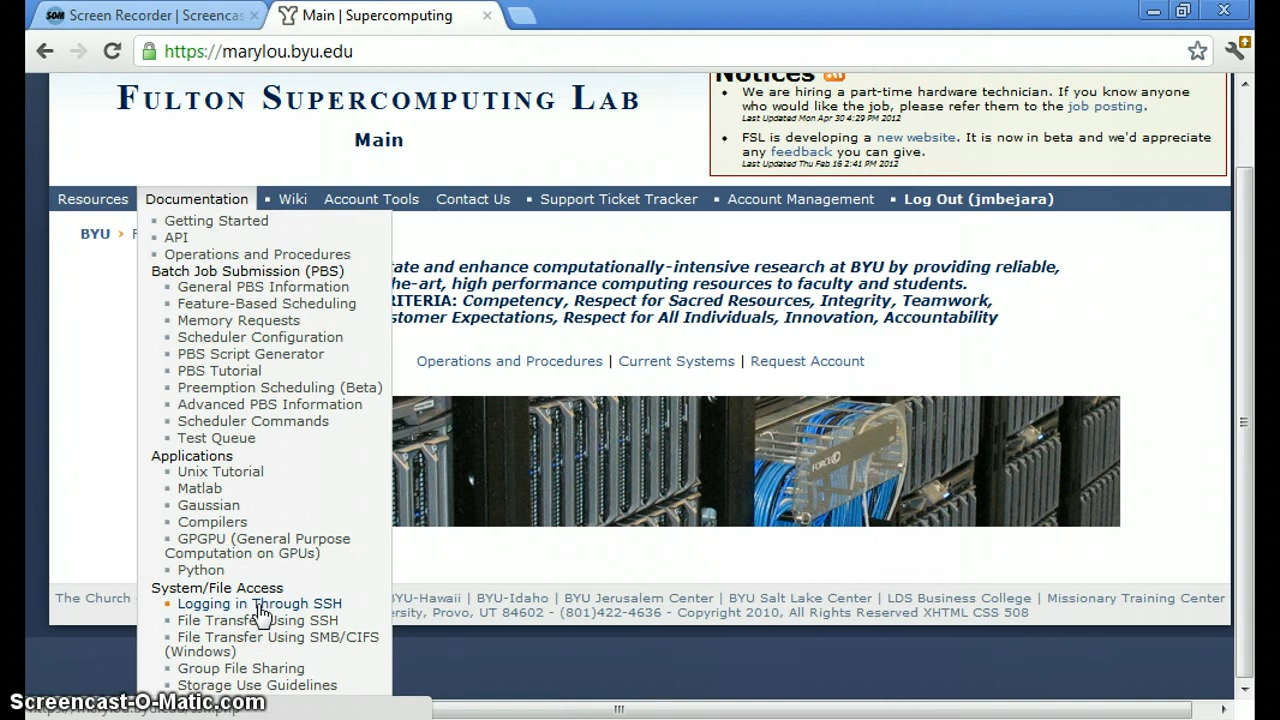 Screen Recorder | Screencas
Main | Supercomputing
https://marylou.byu.edu
FULTON SUPERCOMPUTING LAB
Main
Notices
We are hiring a part-time hardware technician. If you know anyone
who would like the job, please refer them to the job posting.
Last Updated Mon Apr 30 4:29 PM 2012
FSL is developing a new website. It is now in beta and we'd appreciate
any feedback you can give.
Last Updated Thu Feb 16 2:41 PM 2012
Resources Documentation Wiki Account Tools Contact Us Support Ticket Tracker Account Management Log Out (jmbejara)
BYU > F
Getting Started
API
Operations and Procedures
Batch Job Submission (PBS)
General PBS Information
Feature-Based Scheduling
Memory Requests
Scheduler Configuration
PBS Script Generator
PBS Tutorial
Preemption Scheduling (Beta)
Advanced PBS Information
Scheduler Commands
Test Queue
Applications
Unix Tutorial
Matlab
Gaussian
Compilers
GPGPU (General Purpose
Computation on GPUs)
Python
System/File Access
Logging in Through SSH
File Transfer Using SSH
File Transfer Using SMB/CIFS
(Windows)
Group File Sharing
Storage Use Guidelines
ate and enhance computationally-intensive research at BYU by providing reliable,
he-art, high performance computing resources to faculty and students.
RITERIA: Competency, Respect for Sacred Resources, Integrity, Teamwork,
stomer Expectations, Respect for All Individuals, Innovation, Accountability
Operations and Procedures | Current Systems | Request Account
FORCE10
The Church BYU-Hawaii | BYU-Idaho | BYU Jerusalem Center | BYU Salt Lake Center | LDS Business College | Missionary Training Center
ersity, Provo, UT 84602 - (801)422-4636 - Copyright 2010, All Rights Reserved XHTML CSS 508
Screencast-O-Matic.com